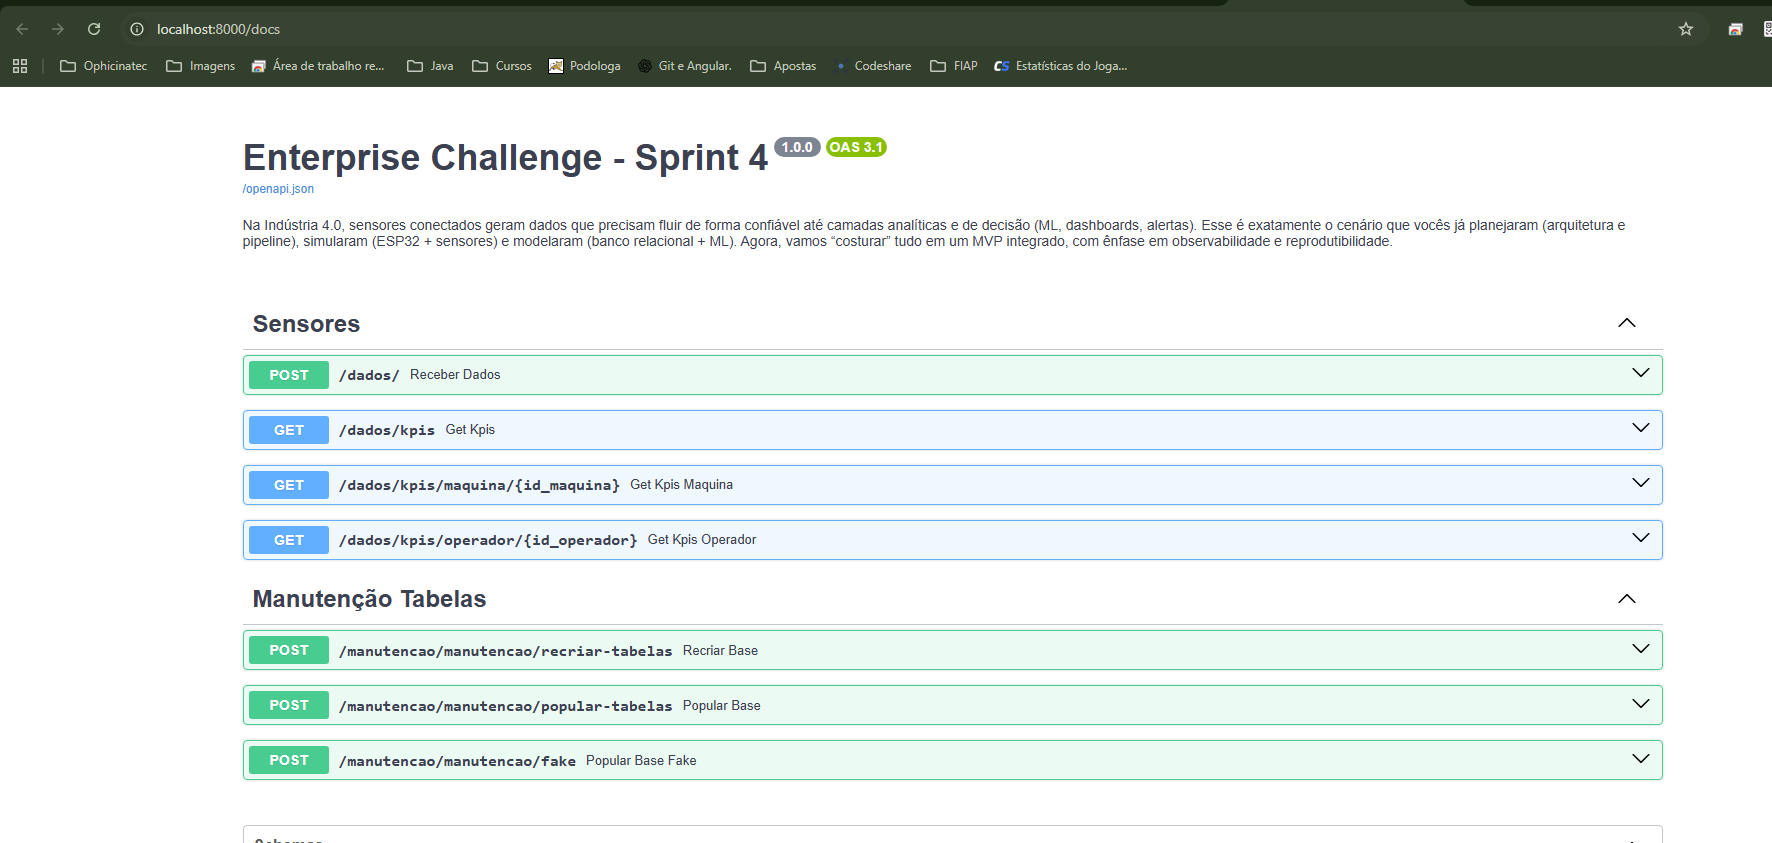 localhost:8000/docs
Ophicinatec Imagens Área de trabalho re... Java Cursos Podologa Git e Angular. Apostas Codeshare FIAP CS Estatísticas do Joga...
Enterprise Challenge - Sprint 4 1.0.0 OAS 3.1
/openapi.json
Na Indústria 4.0, sensores conectados geram dados que precisam fluir de forma confiável até camadas analíticas e de decisão (ML, dashboards, alertas). Esse é exatamente o cenário que vocês já planejaram (arquitetura e
pipeline), simularam (ESP32 + sensores) e modelaram (banco relacional + ML). Agora, vamos “costurar” tudo em um MVP integrado, com ênfase em observabilidade e reprodutibilidade.
Sensores
POST /dados/ Receber Dados
GET /dados/kpis Get Kpis
GET /dados/kpis/maquina/{id_maquina} Get Kpis Maquina
GET /dados/kpis/operador/{id_operador} Get Kpis Operador
Manutenção Tabelas
POST /manutencao/manutencao/recriar-tabelas Recriar Base
POST /manutencao/manutencao/popular-tabelas Popular Base
POST /manutencao/manutencao/fake Popular Base Fake
Schemas